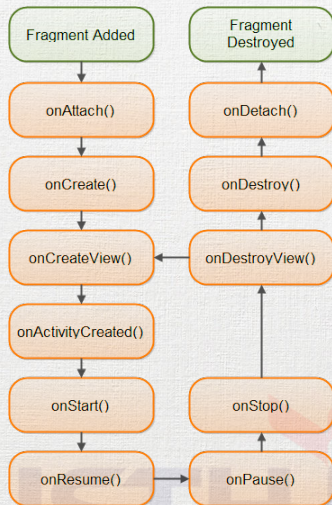 Fragment Added
onAttach()
onCreate()
onCreateView()
onActivityCreated()
onStart()
onResume()
Fragment
Destroyed
onDetach()
onDestroy()
onDestroyView()
onStop()
onPause()